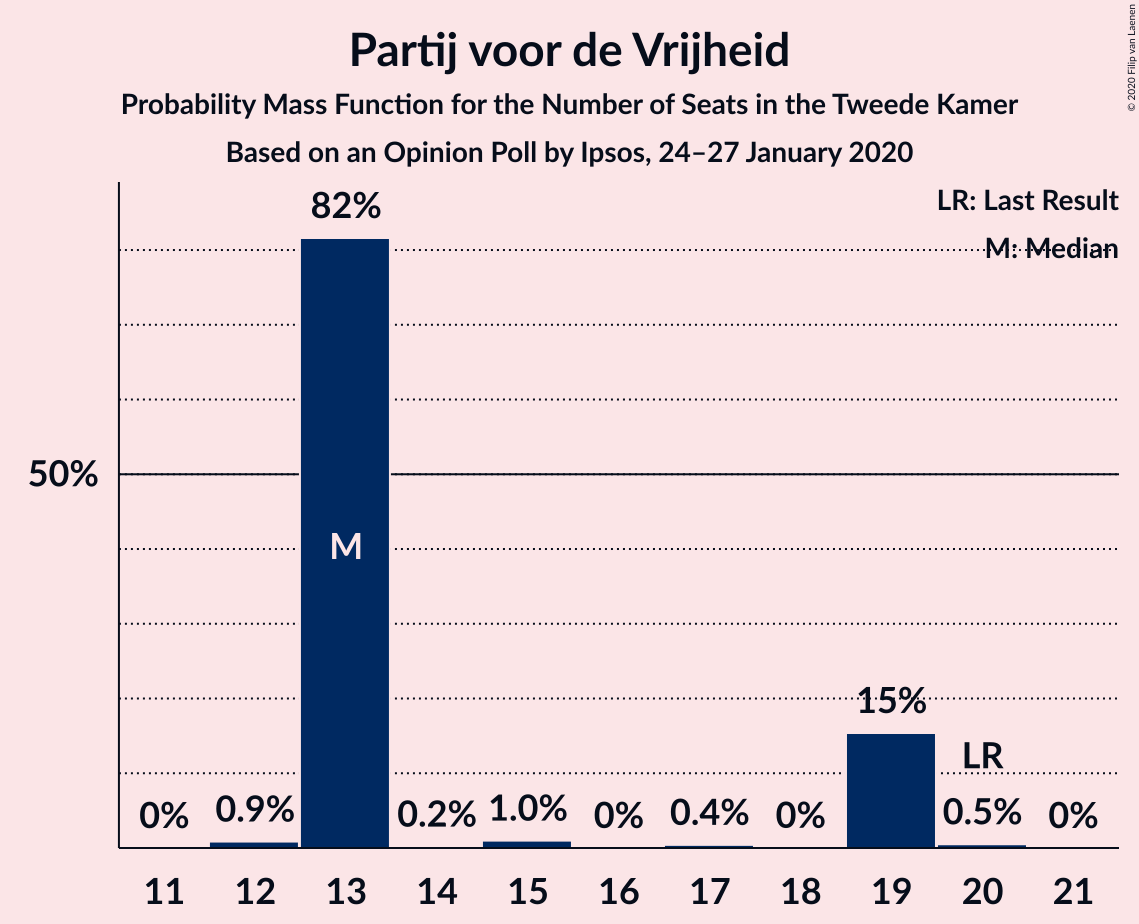 Partij voor de Vrijheid
Probability Mass Function for the Number of Seats in the Tweede Kamer
Based on an Opinion Poll by Ipsos, 24–27 January 2020
© 2020 Filip van Laenen
LR: Last Result
M: Median
50%
0%
0.9%
82%
M
0.2%
1.0%
0%
0.4%
0%
15%
LR
0.5%
0%
11 12 13 14 15 16 17 18 19 20 21